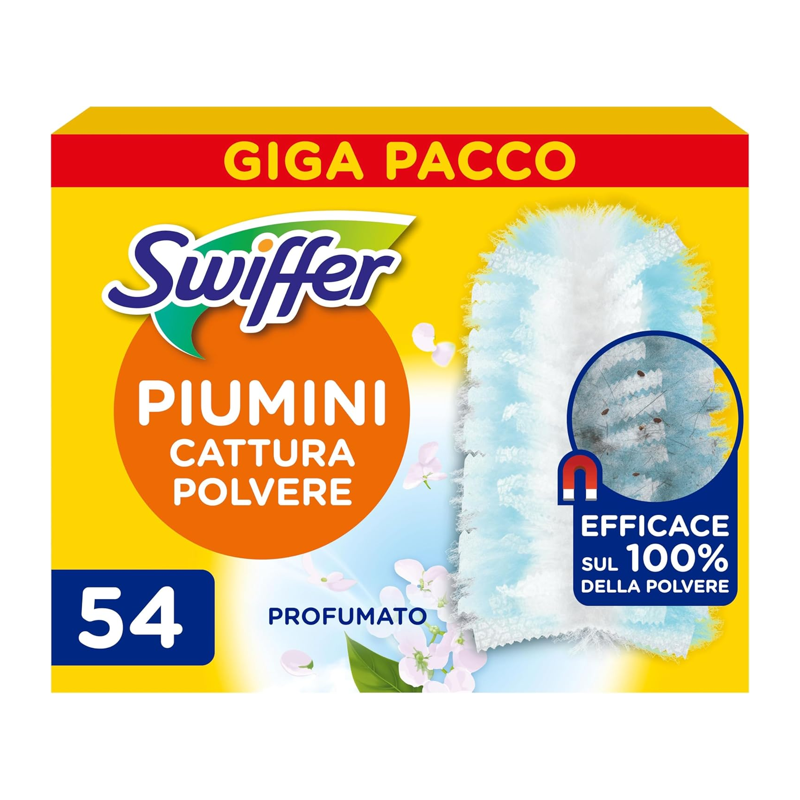 GIGA PACCO
Swiffer
PIUMINI
CATTURA
POLVERE
EFFICACE
SUL 100%
DELLA POLVERE
54
PROFUMATO